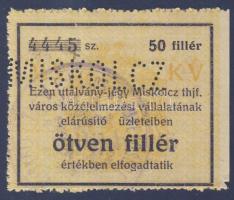 4445 sz. 50 fillér
MISKOLCZ
KV
Ezen utalvány-jegy Miskolcz thjf.
város közélelmezési vállalatának
elárusító üzleteiben
ötven fillér
értékben elfogadtatik